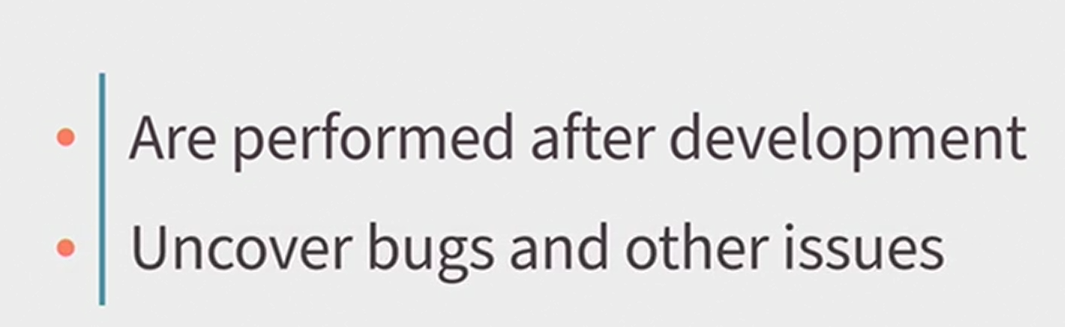 Are performed after development
Uncover bugs and other issues